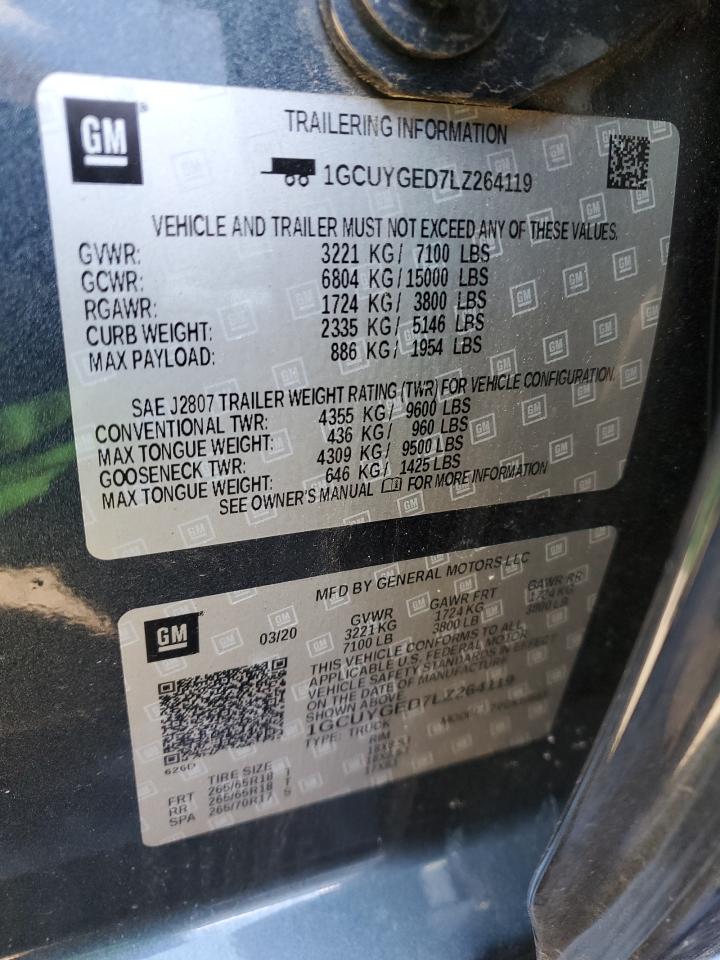 GM
TRAILERING INFORMATION
1GCUYGED7LZ264119
VEHICLE AND TRAILER MUST NOT EXCEED ANY OF THESE VALUES.
GVWR: 3221 KG/ 7100 LBS
GCWR: 6804 KG/15000 LBS
RGAWR: 1724 KG/ 3800 LBS
CURB WEIGHT: 2335 KG/ 5146 LBS
MAX PAYLOAD: 886 KG/ 1954 LBS
SAE J2807 TRAILER WEIGHT RATING (TWR) FOR VEHICLE CONFIGURATION.
CONVENTIONAL TWR: 4355 KG/ 9600 LBS
MAX TONGUE WEIGHT: 436 KG/ 960 LBS
GOOSENECK TWR: 4309 KG/ 9500 LBS
MAX TONGUE WEIGHT: 646 KG/ 1425 LBS
SEE OWNER'S MANUAL FOR MORE INFORMATION
GM
MFD BY GENERAL MOTORS LLC
03/20
GVWR GAWR FRT GAWR RR
3221 KG 1724 KG 1724 KG
7100 LB 3800 LB 3800 LB
THIS VEHICLE CONFORMS TO ALL
APPLICABLE U.S. FEDERAL MOTOR
VEHICLE SAFETY STANDARDS IN EFFECT
ON THE DATE OF MANUFACTURE
SHOWN ABOVE.
1GCUYGED7LZ264119
TYPE: TRUCK
626D
TIRE SIZE
FRT 265/65R18
RR 265/65R18
SPA 265/70R17